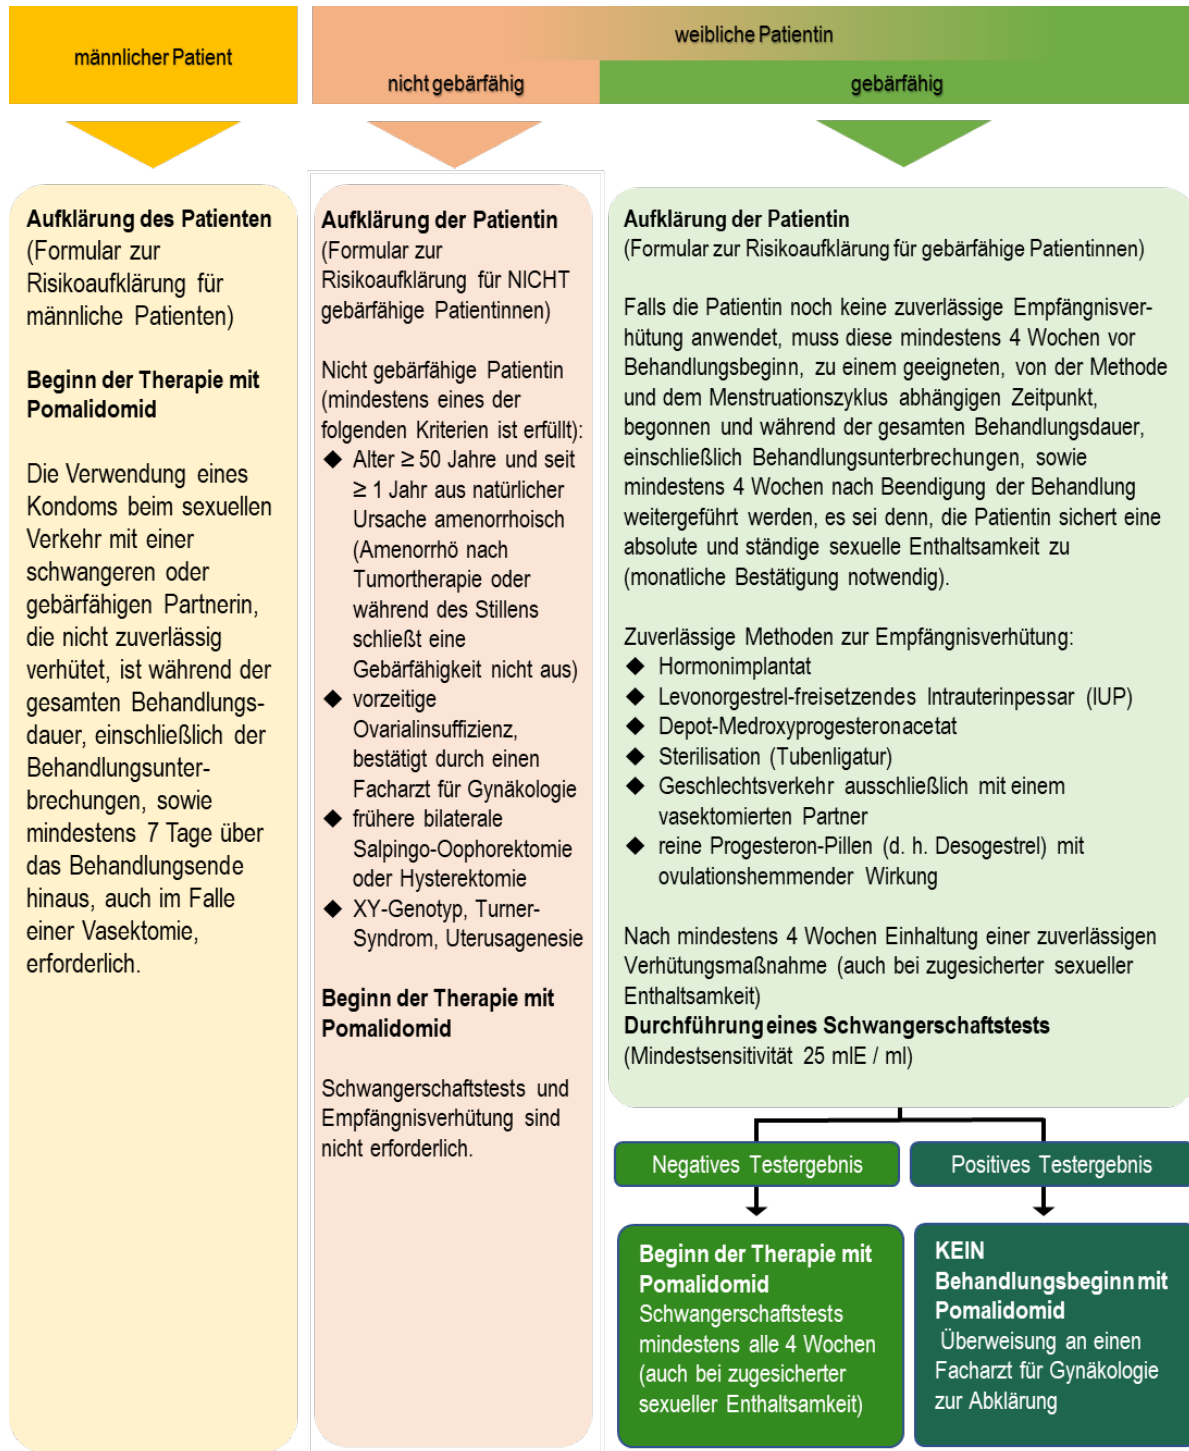 männlicher Patient
weibliche Patientin
nicht gebärfähig
gebärfähig
Aufklärung des Patienten
(Formular zur
Risikoaufklärung für
männliche Patienten)
Beginn der Therapie mit
Pomalidomid
Die Verwendung eines
Kondoms beim sexuellen
Verkehr mit einer
schwangeren oder
gebärfähigen Partnerin,
die nicht zuverlässig
verhütet, ist während der
gesamten Behandlungs-
dauer, einschließlich der
Behandlungsunter-
brechungen, sowie
mindestens 7 Tage über
das Behandlungsende
hinaus, auch im Falle
einer Vasektomie,
erforderlich.
Aufklärung der Patientin
(Formular zur
Risikoaufklärung für NICHT
gebärfähige Patientinnen)
Nicht gebärfähige Patientin
(mindestens eines der
folgenden Kriterien ist erfüllt):
◆ Alter ≥ 50 Jahre und seit
≥ 1 Jahr aus natürlicher
Ursache amenorrhoisch
(Amenorrhö nach
Tumortherapie oder
während des Stillens
schließt eine
Gebärfähigkeit nicht aus)
◆ vorzeitige
Ovarialinsuffizienz,
bestätigt durch einen
Facharzt für Gynäkologie
◆ frühere bilaterale
Salpingo-Oophorektomie
oder Hysterektomie
◆ XY-Genotyp, Turner-
Syndrom, Uterusagenesie
Beginn der Therapie mit
Pomalidomid
Schwangerschaftstests und
Empfängnisverhütung sind
nicht erforderlich.
Aufklärung der Patientin
(Formular zur Risikoaufklärung für gebärfähige Patientinnen)
Falls die Patientin noch keine zuverlässige Empfängnisver-
hütung anwendet, muss diese mindestens 4 Wochen vor
Behandlungsbeginn, zu einem geeigneten, von der Methode
und dem Menstruationszyklus abhängigen Zeitpunkt,
begonnen und während der gesamten Behandlungsdauer,
einschließlich Behandlungsunterbrechungen, sowie
mindestens 4 Wochen nach Beendigung der Behandlung
weitergeführt werden, es sei denn, die Patientin sichert eine
absolute und ständige sexuelle Enthaltsamkeit zu
(monatliche Bestätigung notwendig).
Zuverlässige Methoden zur Empfängnisverhütung:
◆ Hormonimplantat
◆ Levonorgestrel-freisetzendes Intrauterinpessar (IUP)
◆ Depot-Medroxyprogesteronacetat
◆ Sterilisation (Tubenligatur)
◆ Geschlechtsverkehr ausschließlich mit einem
vasektomierten Partner
◆ reine Progesteron-Pillen (d. h. Desogestrel) mit
ovulationshemmender Wirkung
Nach mindestens 4 Wochen Einhaltung einer zuverlässigen
Verhütungsmaßnahme (auch bei zugesicherter sexueller
Enthaltsamkeit)
Durchführung eines Schwangerschaftstests
(Mindestsensitivität 25 mIE / ml)
Negatives Testergebnis
Positives Testergebnis
Beginn der Therapie mit
Pomalidomid
Schwangerschaftstests
mindestens alle 4 Wochen
(auch bei zugesicherter
sexueller Enthaltsamkeit)
KEIN
Behandlungsbeginn mit
Pomalidomid
Überweisung an einen
Facharzt für Gynäkologie
zur Abklärung